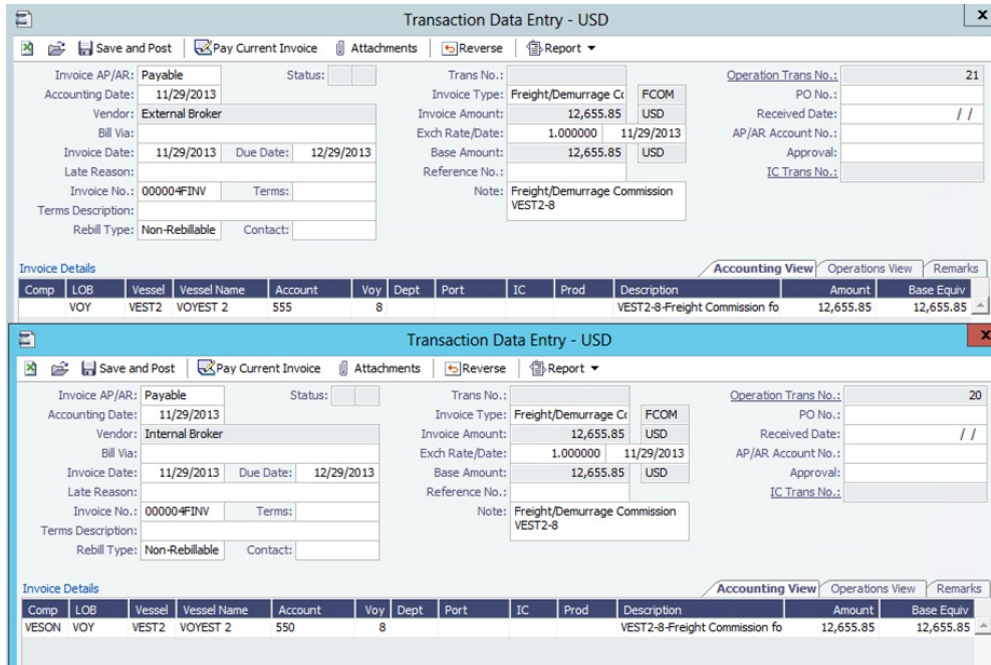 Transaction Data Entry - USD x
Save and Post Pay Current Invoice Attachments Reverse Report
Invoice AP/AR: Payable Status: Trans No.: Operation Trans No.: 21
Accounting Date: 11/29/2013 Invoice Type: Freight/Demurrage Co FCOM PO No.:
Vendor: External Broker Invoice Amount: 12,655.85 USD Received Date: / /
Bill Via: Exch Rate/Date: 1.000000 11/29/2013 AP/AR Account No.:
Invoice Date: 11/29/2013 Due Date: 12/29/2013 Base Amount: 12,655.85 USD Approval:
Late Reason: Reference No.: IC Trans No.:
Invoice No.: 000004FINV Terms: Note: Freight/Demurrage Commission
Terms Description: VEST2-8
Rebill Type: Non-Rebillable Contact:
Invoice Details Accounting View Operations View Remarks
Comp LOB Vessel Vessel Name Account Voy Dept Port IC Prod Description Amount Base Equiv
VOY VEST2 VOYEST 2 555 8 VEST2-8-Freight Commission fo 12,655.85 12,655.85
Transaction Data Entry - USD x
Save and Post Pay Current Invoice Attachments Reverse Report
Invoice AP/AR: Payable Status: Trans No.: Operation Trans No.: 20
Accounting Date: 11/29/2013 Invoice Type: Freight/Demurrage Co FCOM PO No.:
Vendor: Internal Broker Invoice Amount: 12,655.85 USD Received Date: / /
Bill Via: Exch Rate/Date: 1.000000 11/29/2013 AP/AR Account No.:
Invoice Date: 11/29/2013 Due Date: 12/29/2013 Base Amount: 12,655.85 USD Approval:
Late Reason: Reference No.: IC Trans No.:
Invoice No.: 000004FINV Terms: Note: Freight/Demurrage Commission
Terms Description: VEST2-8
Rebill Type: Non-Rebillable Contact:
Invoice Details Accounting View Operations View Remarks
Comp LOB Vessel Vessel Name Account Voy Dept Port IC Prod Description Amount Base Equiv
VESON VOY VEST2 VOYEST 2 550 8 VEST2-8-Freight Commission fo 12,655.85 12,655.85